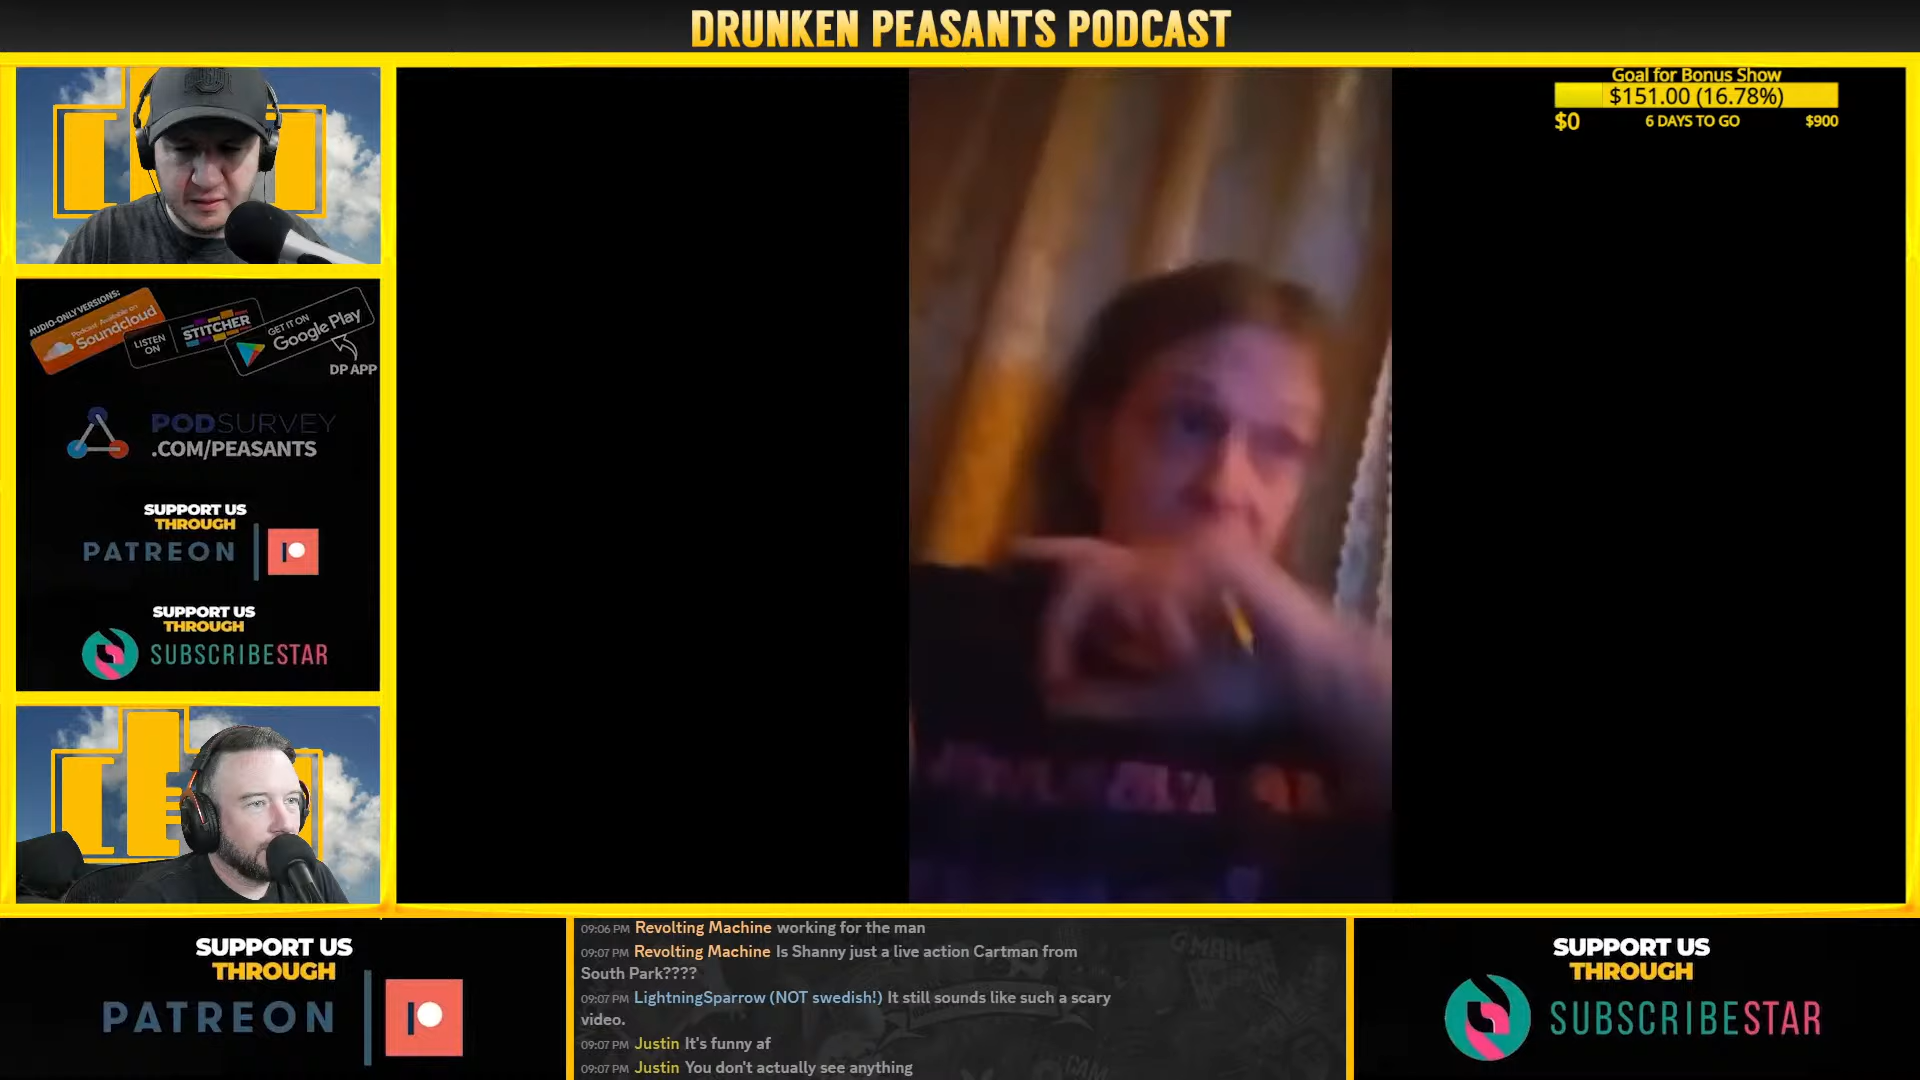 DRUNKEN PEASANTS PODCAST
Goal for Bonus Show
$151.00 (16.78%)
$0
6 DAYS TO GO
$900
AUDIO-ONLY VERSIONS:
Podcast Available on
Soundcloud
LISTEN
ON
STITCHER
GET IT ON
Google Play
DP APP
PODSURVEY
.COM/PEASANTS
SUPPORT US
THROUGH
PATREON
SUPPORT US
THROUGH
SUBSCRIBESTAR
SUPPORT US
THROUGH
PATREON
09:06 PM Revolting Machine working for the man
09:07 PM Revolting Machine Is Shanny just a live action Cartman from
South Park????
09:07 PM LightningSparrow (NOT swedish!) It still sounds like such a scary
video.
09:07 PM Justin It's funny af
09:07 PM Justin You don't actually see anything
SUPPORT US
THROUGH
SUBSCRIBESTAR